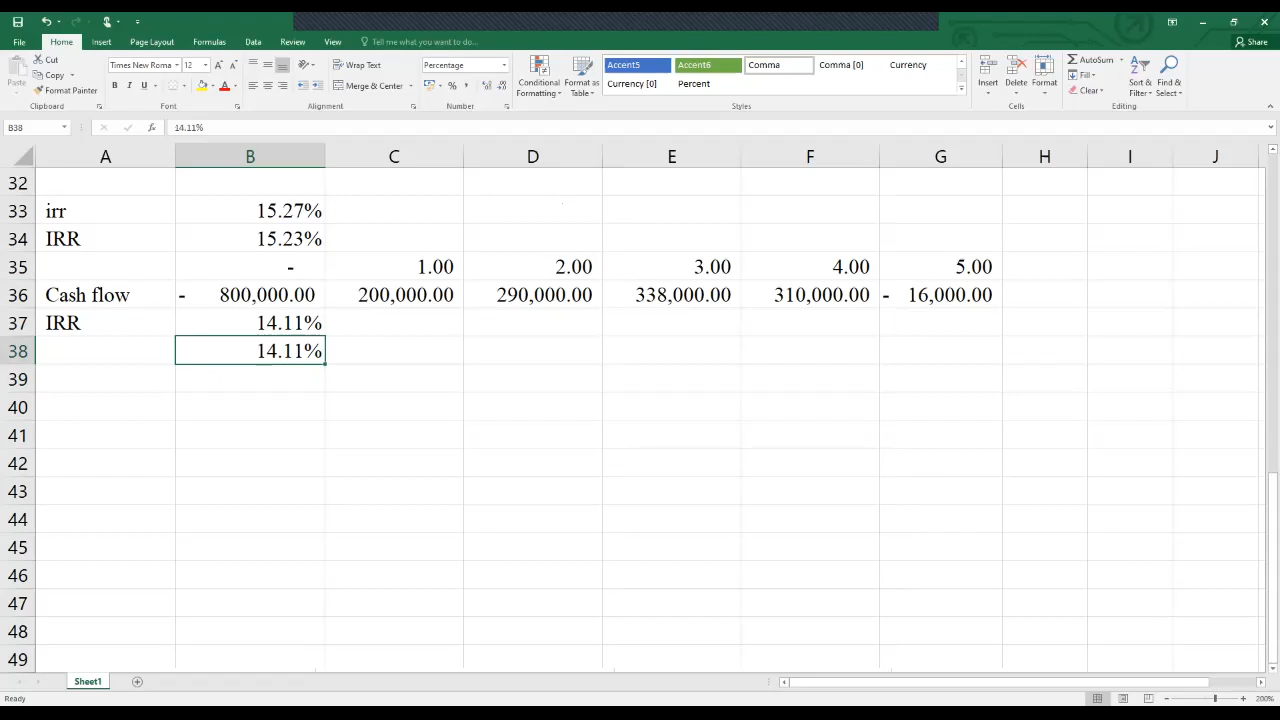 File Home Insert Page Layout Formulas Data Review View Tell me what you want to do... Share
Cut Times New Roma 12 Wrap Text Percentage Accent5 Accent6 Comma Comma [0] Currency AutoSum
Copy Fill
Paste Format Painter B I U A Merge & Center % Conditional Formatting Format as Table Currency [0] Percent Insert Delete Format Clear Sort & Filter Find & Select
Clipboard Font Alignment Number Styles Cells Editing
B38 fx 14.11%
A B C D E F G H I J
32
33 irr 15.27%
34 IRR 15.23%
35 - 1.00 2.00 3.00 4.00 5.00
36 Cash flow - 800,000.00 200,000.00 290,000.00 338,000.00 310,000.00 - 16,000.00
37 IRR 14.11%
38 14.11%
39
40
41
42
43
44
45
46
47
48
49
Sheet1
Ready 200%